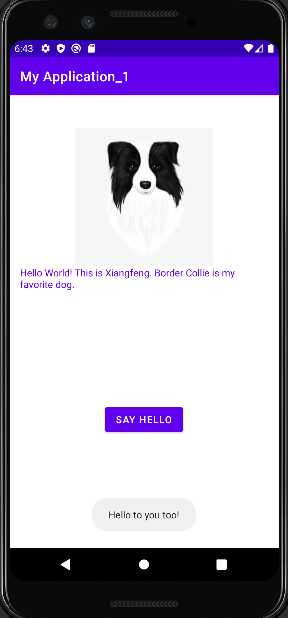 6:43
My Application_1
Hello World! This is Xiangfeng. Border Collie is my
favorite dog.
SAY HELLO
Hello to you too!